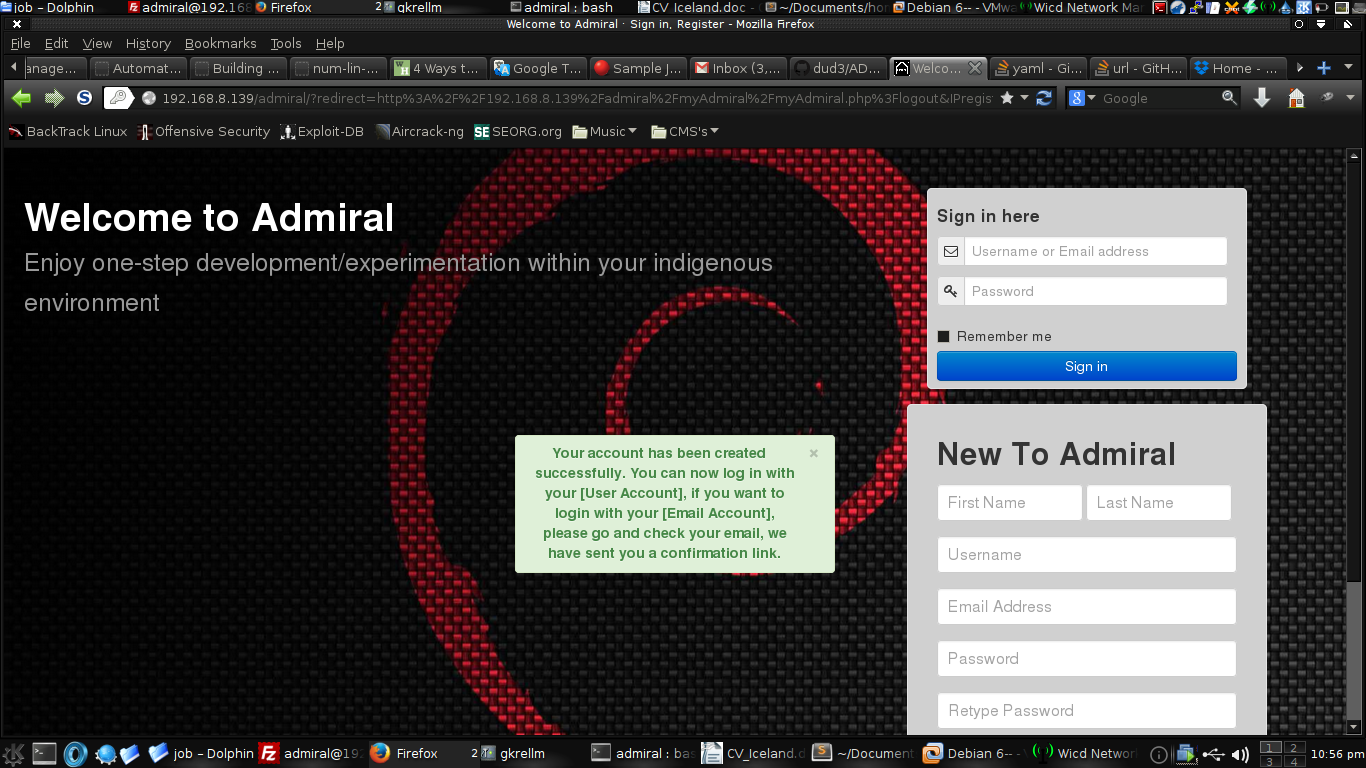 job – Dolphin
admiral@192.168
Firefox
2
gkrellm
admiral : bash
CV_Iceland.doc
~/Documents/hor
Debian 6-- - VMwa
Wicd Network Mar
Welcome to Admiral · Sign in, Register - Mozilla Firefox
File Edit View History Bookmarks Tools Help
anage...
Automat...
Building ...
num-lin-...
4 Ways t...
Google T...
Sample J...
Inbox (3,...
dud3/AD...
Welco...
yaml - Gi...
url - GitH...
Home - ...
192.168.8.139/admiral/?redirect=http%3A%2F%2F192.168.8.139%2Fadmiral%2FmyAdmiral%2FmyAdmiral.php%3Flogout&IPregis
Google
BackTrack Linux
Offensive Security
Exploit-DB
Aircrack-ng
SEORG.org
Music
CMS's
Welcome to Admiral
Enjoy one-step development/experimentation within your indigenous
environment
Sign in here
Username or Email address
Password
Remember me
Sign in
Your account has been created
successfully. You can now log in with
your [User Account], if you want to
login with your [Email Account],
please go and check your email, we
have sent you a confirmation link.
×
New To Admiral
First Name
Last Name
Username
Email Address
Password
Retype Password
job – Dolphin
admiral@192
Firefox
2
gkrellm
admiral : bas
CV_Iceland.d
~/Document
Debian 6-- -
Wicd Network
1 2
3 4
10:56 pm